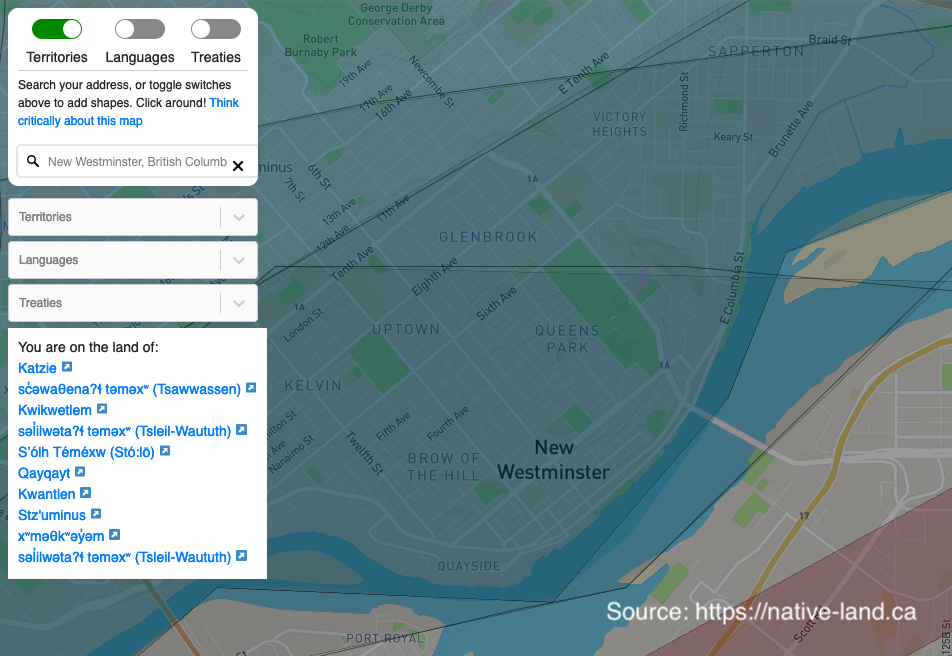 Territories
Languages
Treaties
Search your address, or toggle switches
above to add shapes. Click around! Think
critically about this map
New Westminster, British Columb
Territories
Languages
Treaties
You are on the land of:
Katzie
sc̓əwaθenaʔɬ təməxʷ (Tsawwassen)
Kwikwetlem
səl̓ilwətaʔɬ təməxʷ (Tsleil-Waututh)
S'ólh Téméxw (Stó:lō)
Qayqayt
Kwantlen
Stz'uminus
xʷməθkʷəy̓əm
səl̓ilwətaʔɬ təməxʷ (Tsleil-Waututh)
George Derby
Conservation Area
Robert
Burnaby Park
19th Ave
Newcombe St
17th Ave
16th Ave
E Tenth Ave
SAPPERTON
Braid St
Richmond St
VICTORY
HEIGHTS
Keary St
Brunette Ave
minus
6th St
7th St
1A
13th Ave
11th Ave
12th Ave
GLENBROOK
Tenth Ave
Eighth Ave
E Columbia St
1A
Sixth Ave
London St
UPTOWN
QUEENS
PARK
1A
KELVIN
Fifth Ave
Fourth Ave
Nanaimo St
Twelfth St
BROW OF
THE HILL
New
Westminster
17
QUAYSIDE
Source: https://native-land.ca
PORT ROYAL
125B St